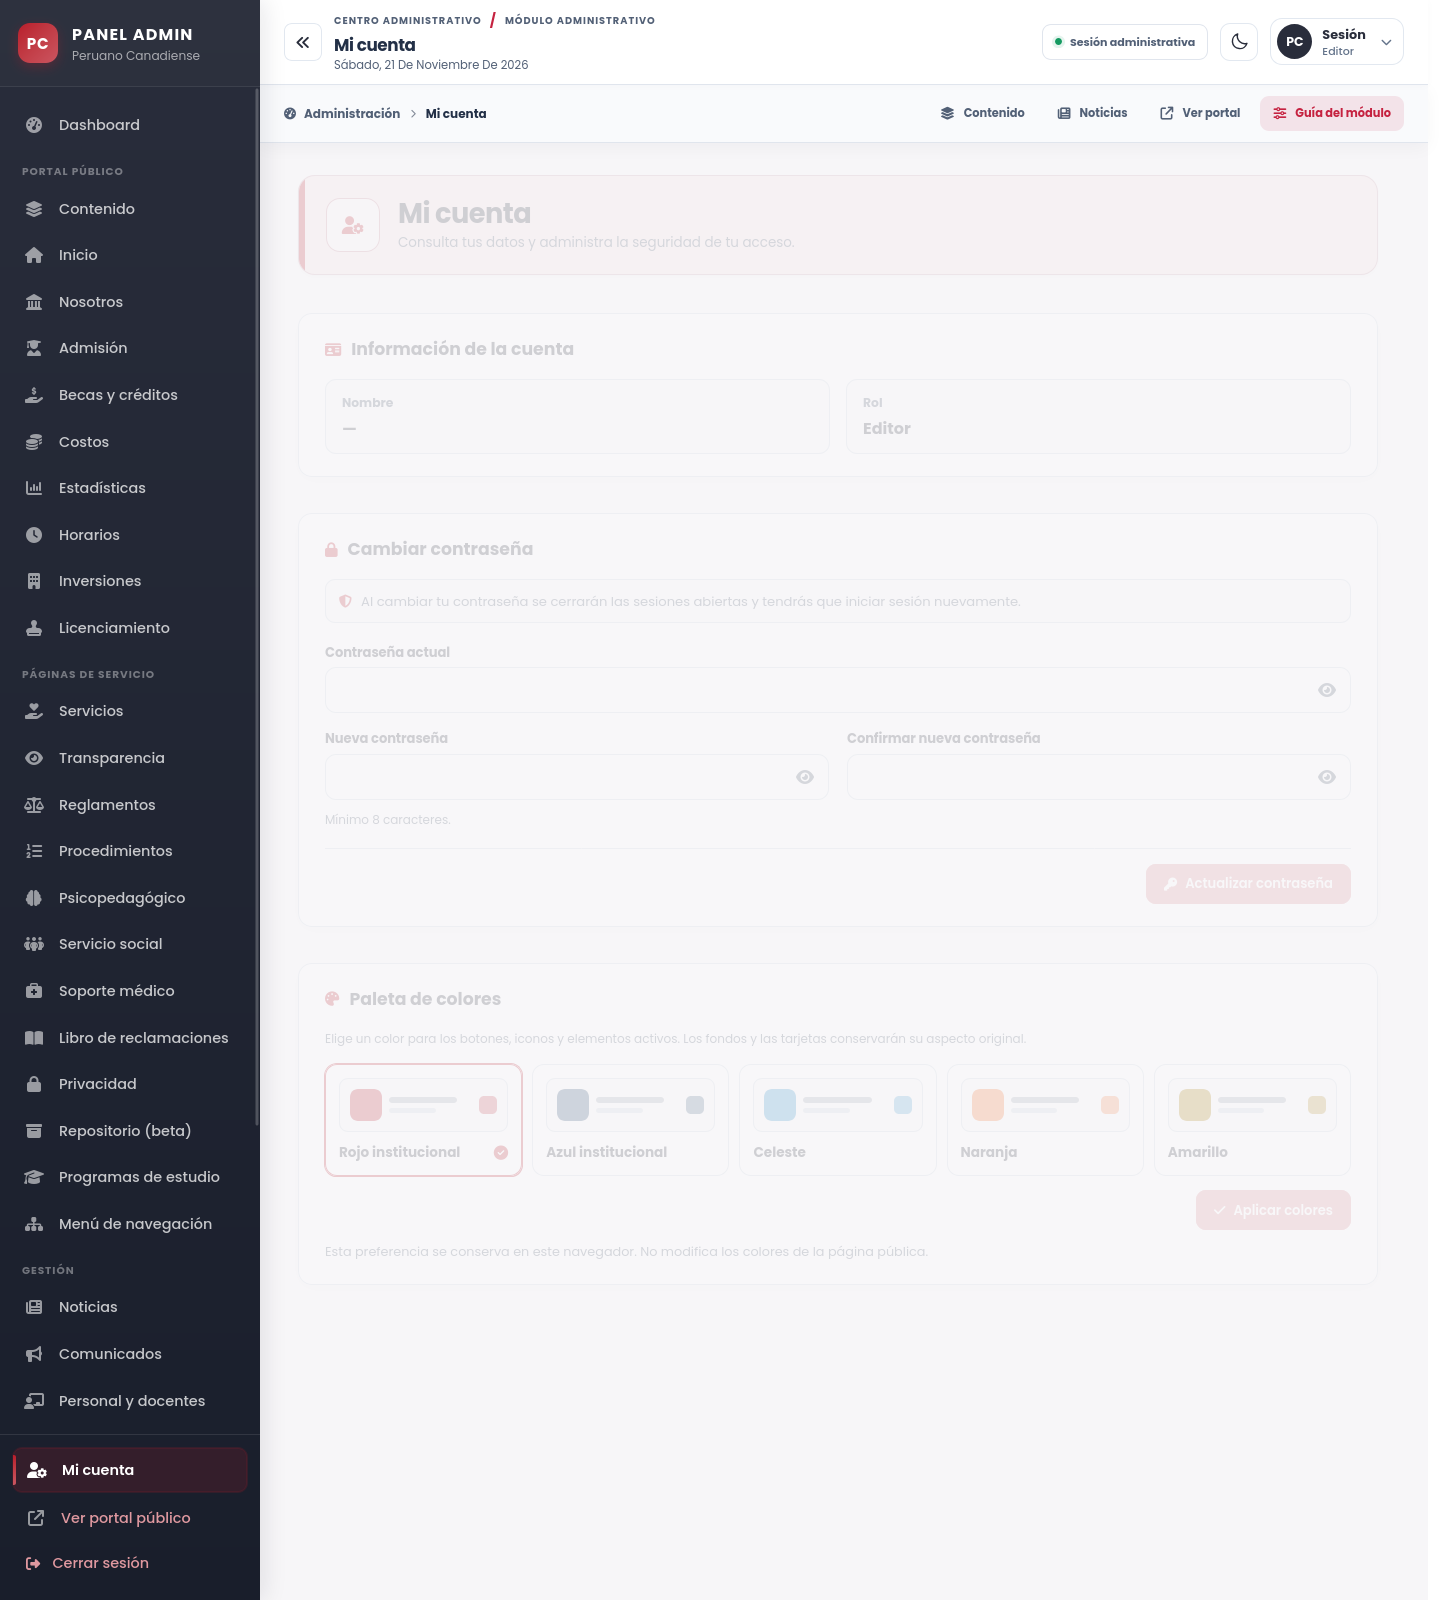 PC
PANEL ADMIN
Peruano Canadiense
Dashboard
PORTAL PÚBLICO
Contenido
Inicio
Nosotros
Admisión
Becas y créditos
Costos
Estadísticas
Horarios
Inversiones
Licenciamiento
PÁGINAS DE SERVICIO
Servicios
Transparencia
Reglamentos
Procedimientos
Psicopedagógico
Servicio social
Soporte médico
Libro de reclamaciones
Privacidad
Repositorio (beta)
Programas de estudio
Menú de navegación
GESTIÓN
Noticias
Comunicados
Personal y docentes
Mi cuenta
Ver portal público
Cerrar sesión
CENTRO ADMINISTRATIVO / MÓDULO ADMINISTRATIVO
Mi cuenta
Sábado, 21 De Noviembre De 2026
Sesión administrativa
PC
Sesión
Editor
Administración > Mi cuenta
Contenido
Noticias
Ver portal
Guía del módulo
Mi cuenta
Consulta tus datos y administra la seguridad de tu acceso.
Información de la cuenta
Nombre
—
Rol
Editor
Cambiar contraseña
Al cambiar tu contraseña se cerrarán las sesiones abiertas y tendrás que iniciar sesión nuevamente.
Contraseña actual
Nueva contraseña
Confirmar nueva contraseña
Mínimo 8 caracteres.
Actualizar contraseña
Paleta de colores
Elige un color para los botones, iconos y elementos activos. Los fondos y las tarjetas conservarán su aspecto original.
Rojo institucional
Azul institucional
Celeste
Naranja
Amarillo
Aplicar colores
Esta preferencia se conserva en este navegador. No modifica los colores de la página pública.